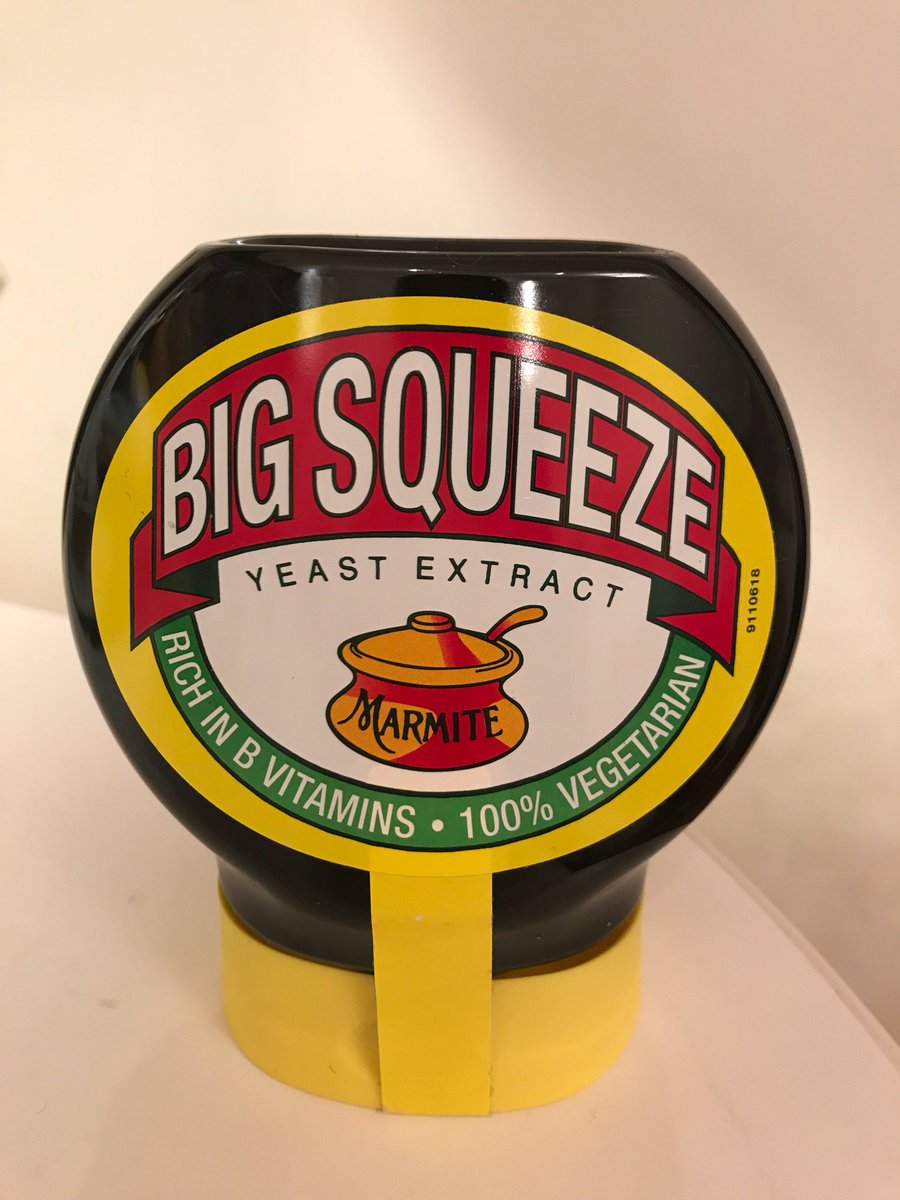 BIG SQUEEZE
YEAST EXTRACT
MARMITE
RICH IN B VITAMINS • 100% VEGETARIAN
9110618